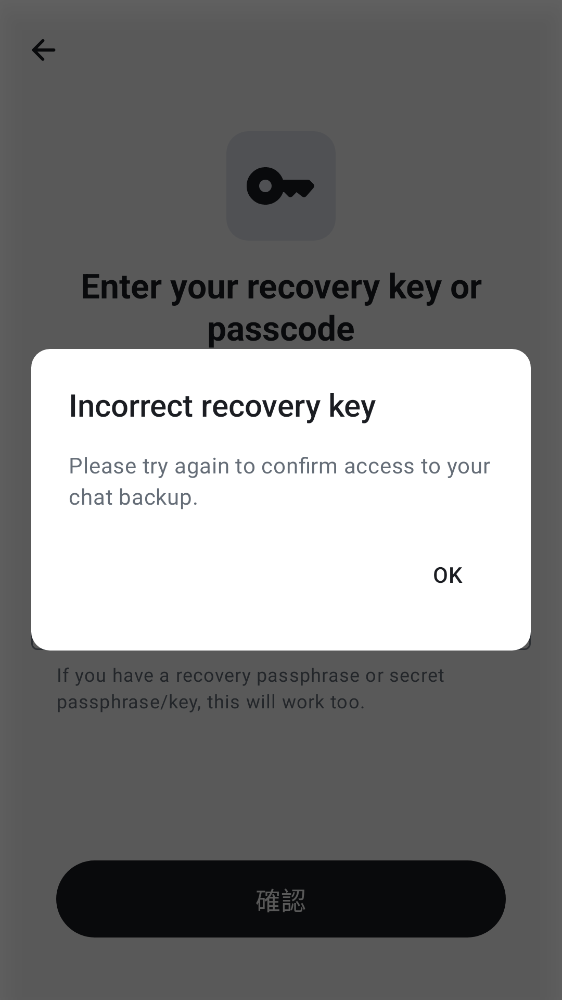 Enter your recovery key or
passcode
Incorrect recovery key
Please try again to confirm access to your
chat backup.
OK
If you have a recovery passphrase or secret
passphrase/key, this will work too.
確認